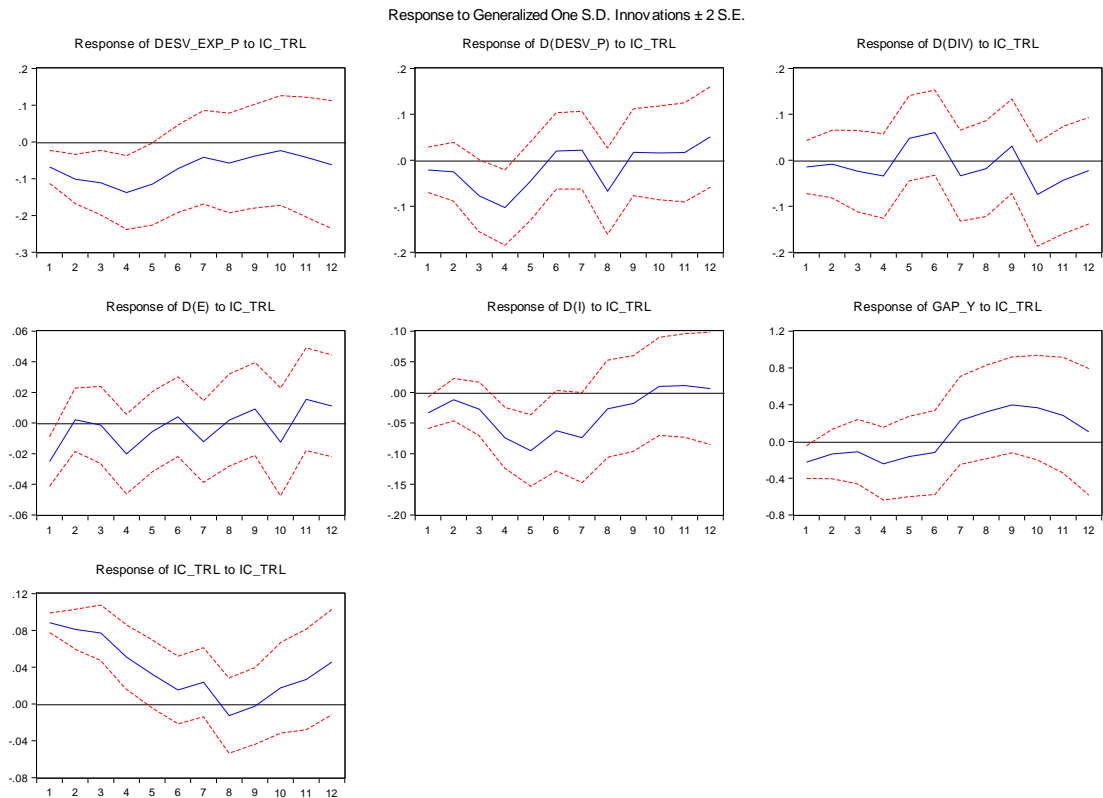 Response to Generalized One S.D. Innovations ± 2 S.E.
Response of DESV_EXP_P to IC_TRL
.2
.1
.0
-.1
-.2
-.3
1 2 3 4 5 6 7 8 9 10 11 12
Response of D(DESV_P) to IC_TRL
.2
.1
.0
-.1
-.2
1 2 3 4 5 6 7 8 9 10 11 12
Response of D(DIV) to IC_TRL
.2
.1
.0
-.1
-.2
1 2 3 4 5 6 7 8 9 10 11 12
Response of D(E) to IC_TRL
.06
.04
.02
.00
-.02
-.04
-.06
1 2 3 4 5 6 7 8 9 10 11 12
Response of D(I) to IC_TRL
.10
.05
.00
-.05
-.10
-.15
-.20
1 2 3 4 5 6 7 8 9 10 11 12
Response of GAP_Y to IC_TRL
1.2
0.8
0.4
0.0
-0.4
-0.8
1 2 3 4 5 6 7 8 9 10 11 12
Response of IC_TRL to IC_TRL
.12
.08
.04
.00
-.04
-.08
1 2 3 4 5 6 7 8 9 10 11 12